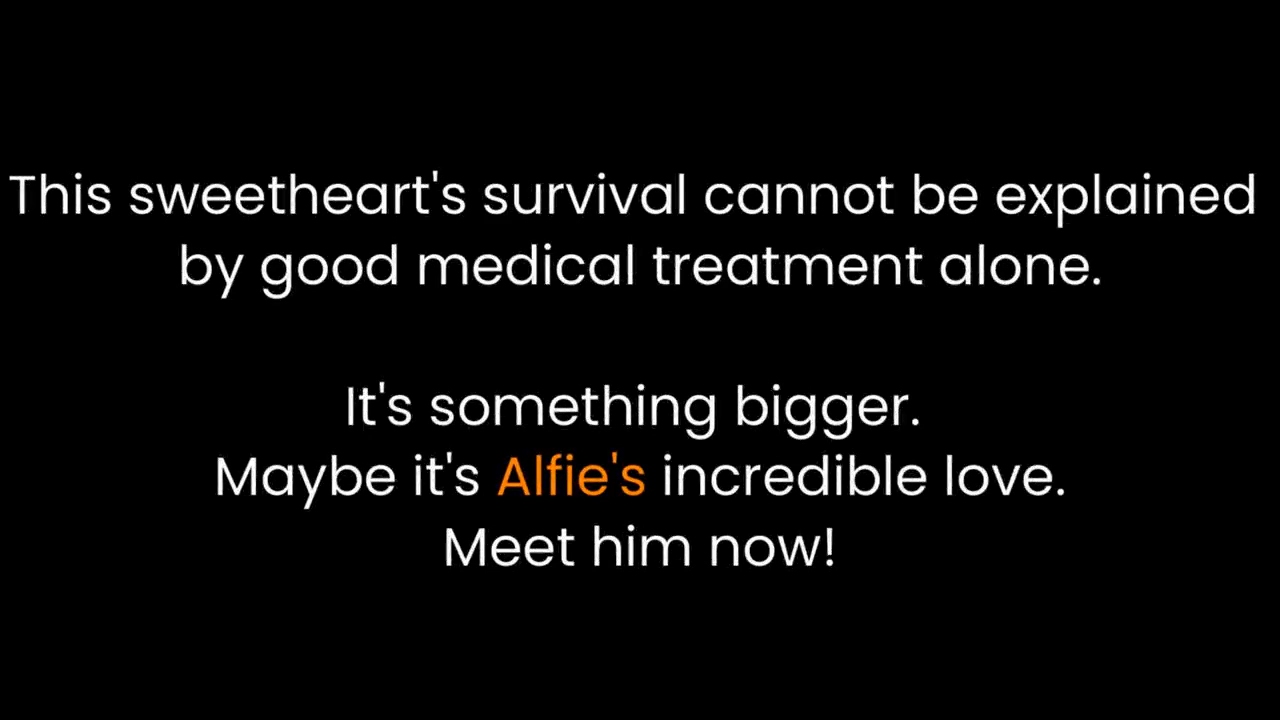 This sweetheart's survival cannot be explained
by good medical treatment alone.
It's something bigger.
Maybe it's Alfie's incredible love.
Meet him now!